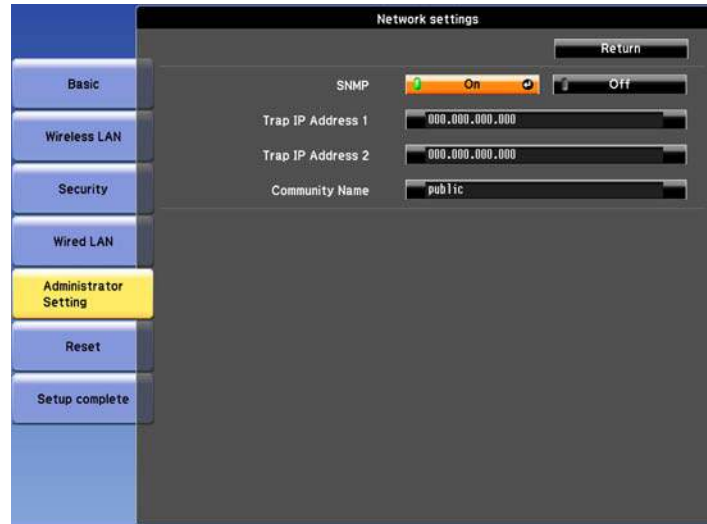 Network settings
Return
Basic
Wireless LAN
Security
Wired LAN
Administrator
Setting
Reset
Setup complete
SNMP On Off
Trap IP Address 1 000.000.000.000
Trap IP Address 2 000.000.000.000
Community Name public